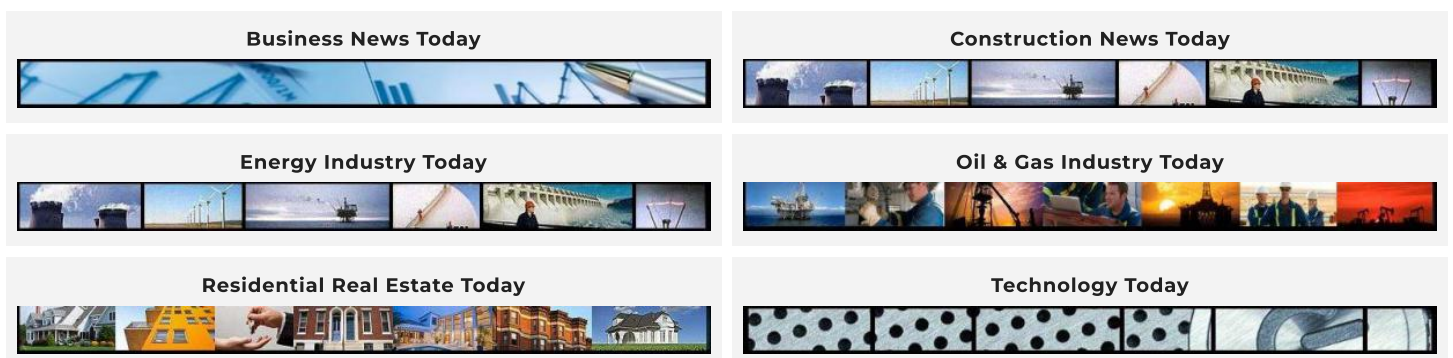 Business News Today
Construction News Today
Energy Industry Today
Oil & Gas Industry Today
Residential Real Estate Today
Technology Today